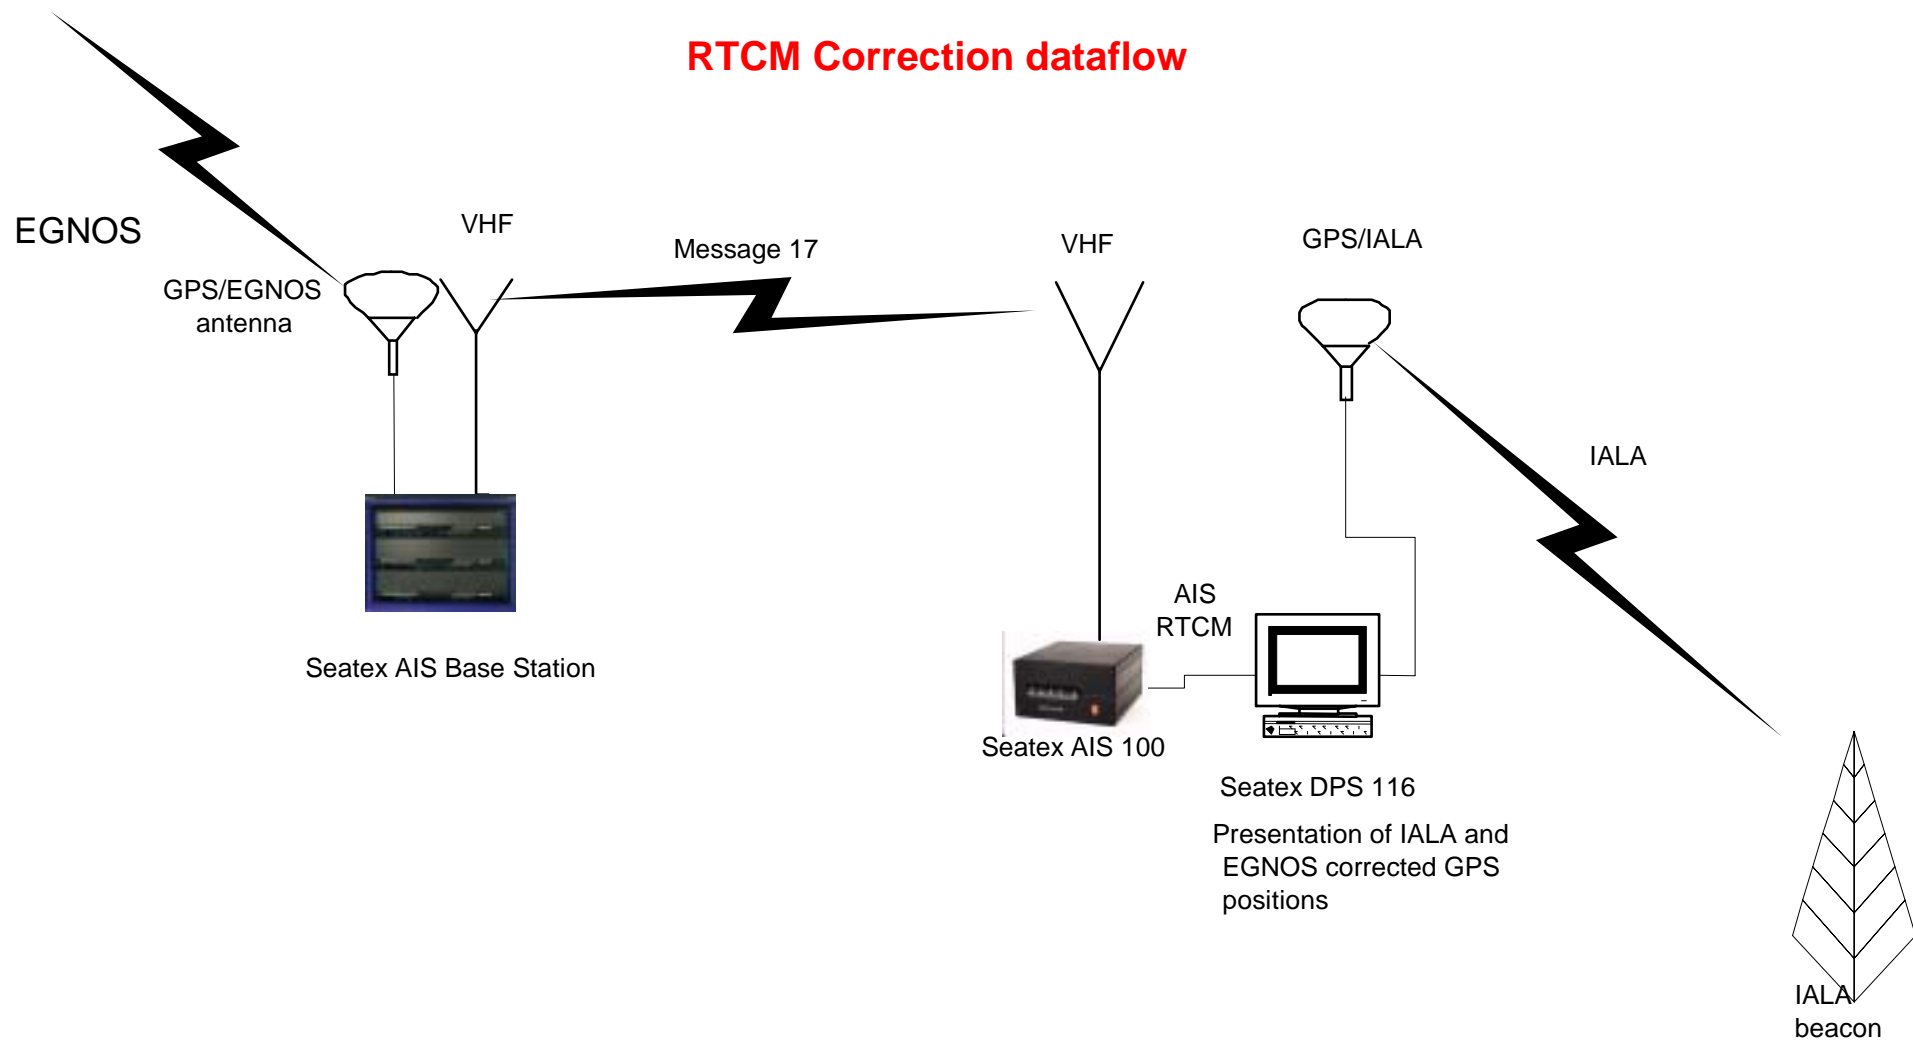 RTCM Correction dataflow
EGNOS
VHF
Message 17
VHF
GPS/IALA
GPS/EGNOS
antenna
IALA
AIS
RTCM
Seatex AIS Base Station
Seatex AIS 100
Seatex DPS 116
Presentation of IALA and
EGNOS corrected GPS
positions
IALA
beacon